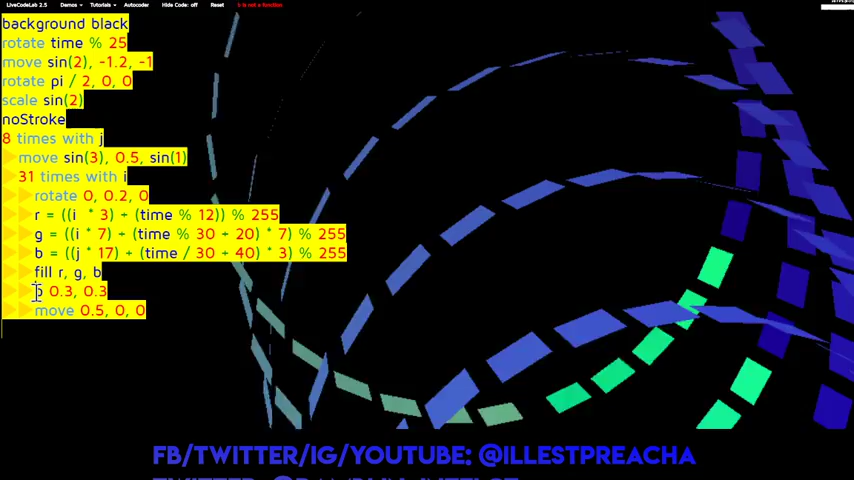 LiveCodeLab 2.5 Demos Tutorials Autocoder Hide Code: off Reset b is not a function
background black
rotate time % 25
move sin(2), -1.2, -1
rotate pi / 2, 0, 0
scale sin(2)
noStroke
8 times with j
move sin(3), 0.5, sin(1)
31 times with i
rotate 0, 0.2, 0
r = ((i * 3) + (time % 12)) % 255
g = ((i * 7) + (time % 30 + 20) * 7) % 255
b = ((j * 17) + (time / 30 + 40) * 3) % 255
fill r, g, b
b 0.3, 0.3
move 0.5, 0, 0
FB/TWITTER/IG/YOUTUBE: @ILLESTPREACHA